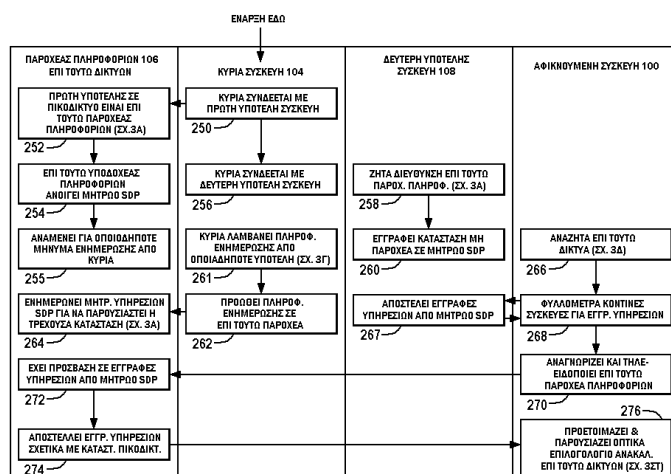 ΕΝΑΡΞΗ ΕΔΩ
ΠΑΡΟΧΕΑΣ ΠΛΗΡΟΦΟΡΙΩΝ 106
ΕΠΙ ΤΟΥΤΩ ΔΙΚΤΥΩΝ
ΚΥΡΙΑ ΣΥΣΚΕΥΗ 104
ΔΕΥΤΕΡΗ ΥΠΟΤΕΛΗΣ
ΣΥΣΚΕΥΗ 108
ΑΦΙΚΝΟΥΜΕΝΗ ΣΥΣΚΕΥΗ 100
ΠΡΩΤΗ ΥΠΟΤΕΛΗΣ ΣΕ
ΠΙΚΟΔΙΚΤΥΟ ΕΙΝΑΙ ΕΠΙ
ΤΟΥΤΩ ΠΑΡΟΧΕΑΣ
ΠΛΗΡΟΦΟΡΙΩΝ (ΣΧ.3Α)
252
ΚΥΡΙΑ ΣΥΝΔΕΕΤΑΙ ΜΕ
ΠΡΩΤΗ ΥΠΟΤΕΛΗ ΣΥΣΚΕΥΗ
250
ΕΠΙ ΤΟΥΤΩ ΥΠΟΔΟΧΕΑΣ
ΠΛΗΡΟΦΟΡΙΩΝ
ΑΝΟΙΓΕΙ ΜΗΤΡΩΟ SDP
254
ΚΥΡΙΑ ΣΥΝΔΕΕΤΑΙ ΜΕ
ΔΕΥΤΕΡΗ ΥΠΟΤΕΛΗ ΣΥΣΚΕΥΗ
256
ΖΗΤΑ ΔΙΕΥΘΥΝΣΗ ΕΠΙ ΤΟΥΤΩ
ΠΑΡΟΧ. ΠΛΗΡΟΦ. (ΣΧ. 3Α)
258
ΑΝΑΜΕΝΕΙ ΓΙΑ ΟΠΟΙΟΔΗΠΟΤΕ
ΜΗΝΥΜΑ ΕΝΗΜΕΡΩΣΗΣ ΑΠΟ
ΚΥΡΙΑ
255
ΚΥΡΙΑ ΛΑΜΒΑΝΕΙ ΠΛΗΡΟΦ.
ΕΝΗΜΕΡΩΣΗΣ ΑΠΟ
ΟΠΟΙΑΔΗΠΟΤΕ ΥΠΟΤΕΛΗ (ΣΧ. 3Γ)
261
ΕΓΓΡΑΦΕΙ ΚΑΤΑΣΤΑΣΗ ΜΗ
ΠΑΡΟΧΕΑ ΣΕ ΜΗΤΡΩΟ SDP
260
ΑΝΑΖΗΤΑ ΕΠΙ ΤΟΥΤΩ
ΔΙΚΤΥΑ (ΣΧ. 3Δ)
266
ΕΝΗΜΕΡΩΝΕΙ ΜΗΤΡ. ΥΠΗΡΕΣΙΩΝ
SDP ΓΙΑ ΝΑ ΠΑΡΟΥΣΙΑΣΤΕΙ Η
ΤΡΕΧΟΥΣΑ ΚΑΤΑΣΤΑΣΗ (ΣΧ. 3Α)
264
ΠΡΟΩΘΕΙ ΠΛΗΡΟΦ.
ΕΝΗΜΕΡΩΣΗΣ ΣΕ
ΕΠΙ ΤΟΥΤΩ ΠΑΡΟΧΕΑ
262
ΑΠΟΣΤΕΛΕΙ ΕΓΓΡΑΦΕΣ
ΥΠΗΡΕΣΙΩΝ ΑΠΟ ΜΗΤΡΩΟ SDP
267
ΦΥΛΛΟΜΕΤΡΑ ΚΟΝΤΙΝΕΣ
ΣΥΣΚΕΥΕΣ ΓΙΑ ΕΓΓΡ. ΥΠΗΡΕΣΙΩΝ
268
ΕΧΕΙ ΠΡΟΣΒΑΣΗ ΣΕ ΕΓΓΡΑΦΕΣ
ΥΠΗΡΕΣΙΩΝ ΑΠΟ ΜΗΤΡΩΟ SDP
272
ΑΝΑΓΝΩΡΙΖΕΙ ΚΑΙ ΤΗΛΕ-
ΕΙΔΟΠΟΙΕΙ ΕΠΙ ΤΟΥΤΩ
ΠΑΡΟΧΕΑ ΠΛΗΡΟΦΟΡΙΩΝ
270
276
ΑΠΟΣΤΕΛΛΕΙ ΕΓΓΡ. ΥΠΗΡΕΣΙΩΝ
ΣΧΕΤΙΚΑ ΜΕ ΚΑΤΑΣΤ. ΠΙΚΟΔΙΚΤ.
274
ΠΡΟΕΤΟΙΜΑΖΕΙ &
ΠΑΡΟΥΣΙΑΖΕΙ ΟΠΤΙΚΑ
ΕΠΙΛΟΓΟΛΟΓΙΟ ΑΝΑΚΑΛ.
ΕΠΙ ΤΟΥΤΩ ΔΙΚΤΥΩΝ (ΣΧ. 3ΣΤ)